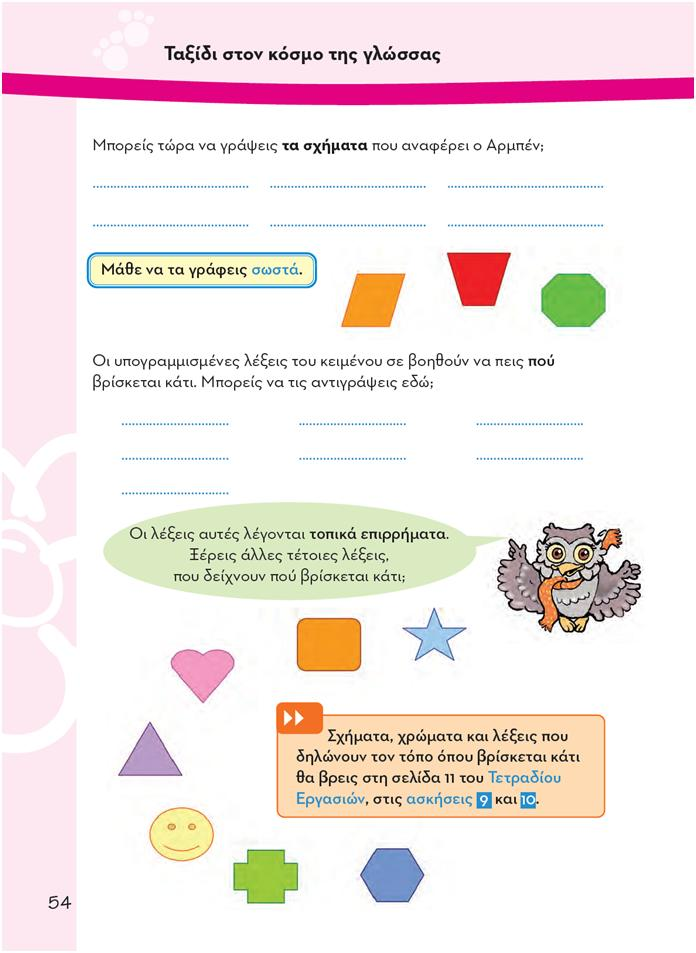 Ταξίδι στον κόσμο της γλώσσας
Μπορείς τώρα να γράψεις τα σχήματα που αναφέρει ο Αρμπέν;
Μάθε να τα γράφεις σωστά.
Οι υπογραμμισμένες λέξεις του κειμένου σε βοηθούν να πεις πού
βρίσκεται κάτι. Μπορείς να τις αντιγράψεις εδώ;
Οι λέξεις αυτές λέγονται τοπικά επιρρήματα.
Ξέρεις άλλες τέτοιες λέξεις,
που δείχνουν πού βρίσκεται κάτι;
Σχήματα, χρώματα και λέξεις που
δηλώνουν τον τόπο όπου βρίσκεται κάτι
θα βρεις στη σελίδα 11 του Τετραδίου
Εργασιών, στις ασκήσεις 9 και 10.
54